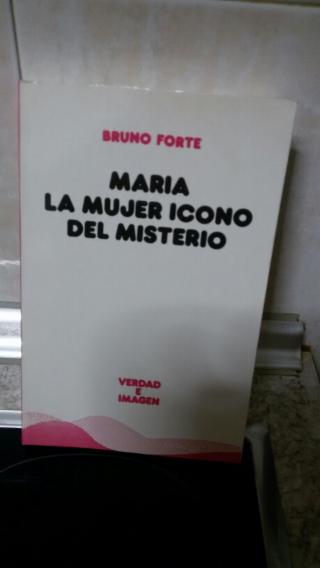 BRUNO FORTE
MARIA
LA MUJER ICONO
DEL MISTERIO
VERDAD
E
IMAGEN